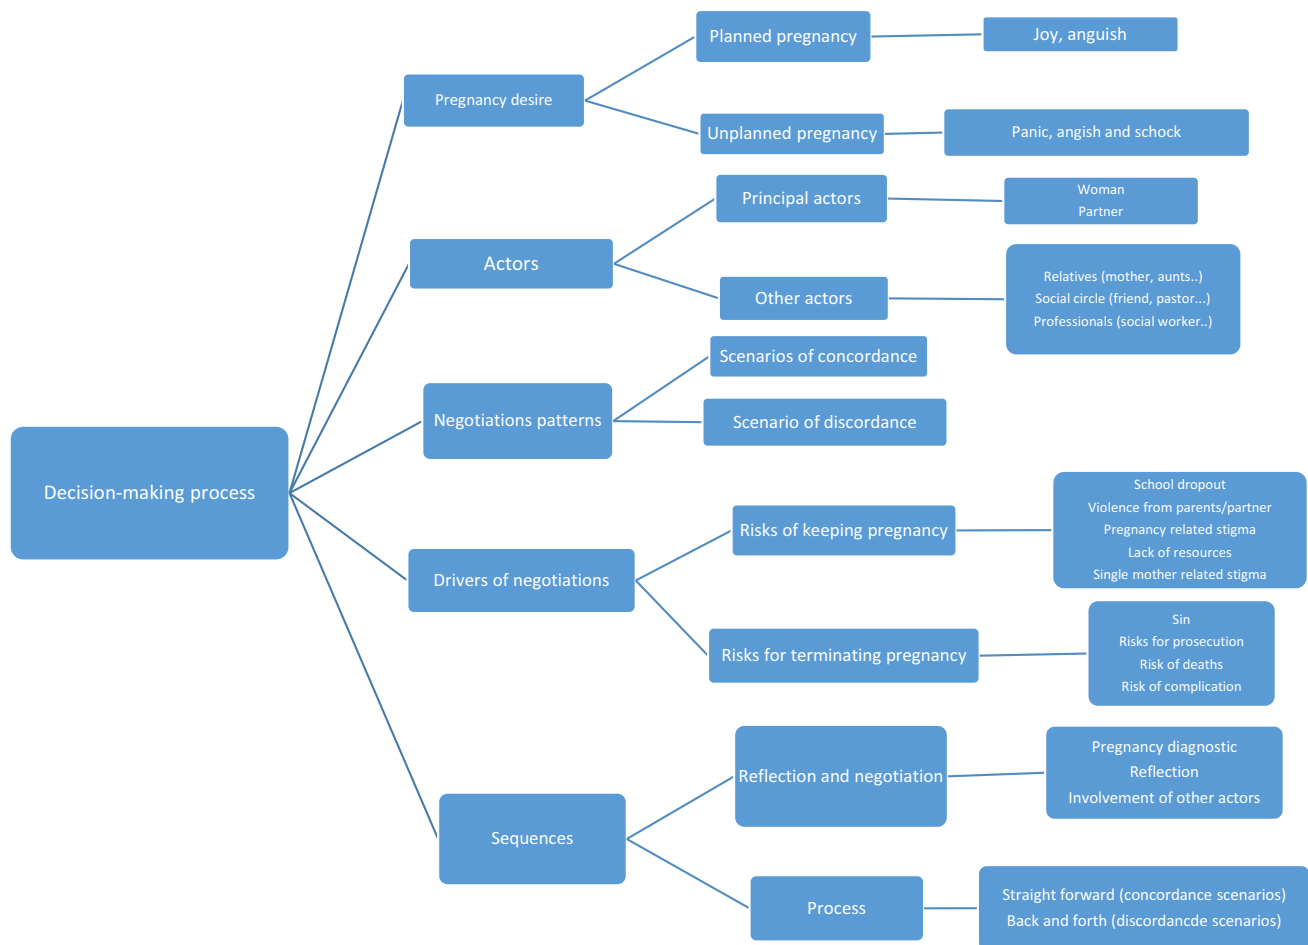 Decision-making process
Pregnancy desire
Planned pregnancy
Joy, anguish
Unplanned pregnancy
Panic, angish and schock
Actors
Principal actors
Woman
Partner
Other actors
Relatives (mother, aunts..)
Social circle (friend, pastor...)
Professionals (social worker..)
Negotiations patterns
Scenarios of concordance
Scenario of discordance
Drivers of negotiations
Risks of keeping pregnancy
School dropout
Violence from parents/partner
Pregnancy related stigma
Lack of resources
Single mother related stigma
Risks for terminating pregnancy
Sin
Risks for prosecution
Risk of deaths
Risk of complication
Sequences
Reflection and negotiation
Pregnancy diagnostic
Reflection
Involvement of other actors
Process
Straight forward (concordance scenarios)
Back and forth (discordancde scenarios)